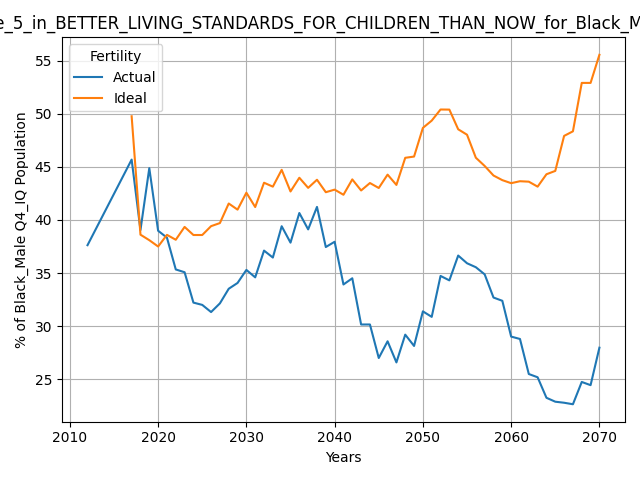 e_5_in_BETTER_LIVING_STANDARDS_FOR_CHILDREN_THAN_NOW_for_Black_M
Fertility
Actual
Ideal
% of Black_Male Q4_IQ Population
55
50
45
40
35
30
25
2010
2020
2030
2040
2050
2060
2070
Years